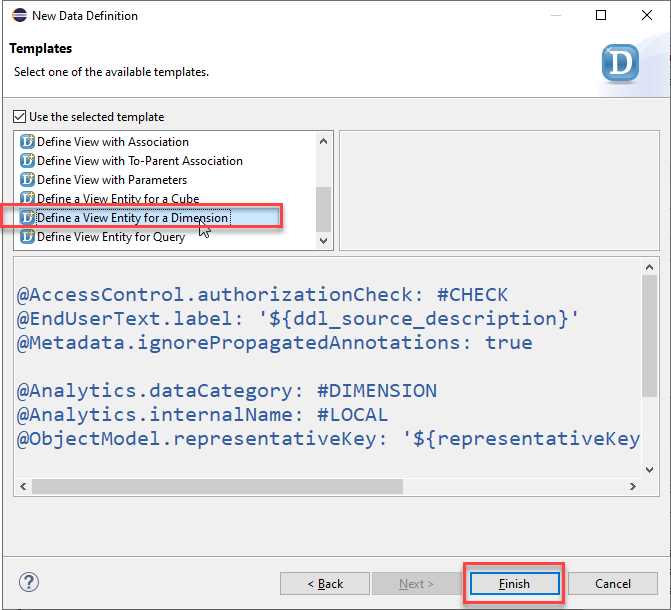 New Data Definition
Templates
Select one of the available templates.
D
Use the selected template
Define View with Association
Define View with To-Parent Association
Define View with Parameters
Define a View Entity for a Cube
Define a View Entity for a Dimension
Define View Entity for Query
@AccessControl.authorizationCheck: #CHECK
@EndUserText.label: '${ddl_source_description}'
@Metadata.ignorePropagatedAnnotations: true
@Analytics.dataCategory: #DIMENSION
@Analytics.internalName: #LOCAL
@ObjectModel.representativeKey: '${representativeKey
? < Back Next > Finish Cancel